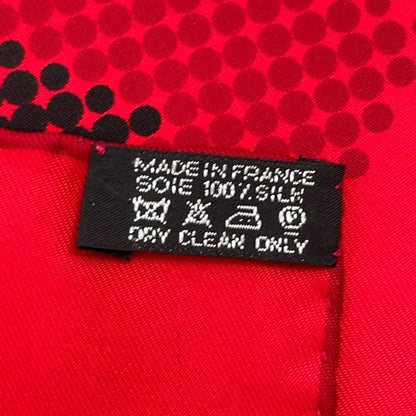 MADE IN FRANCE
SOIE 100% SILK
P
DRY CLEAN ONLY